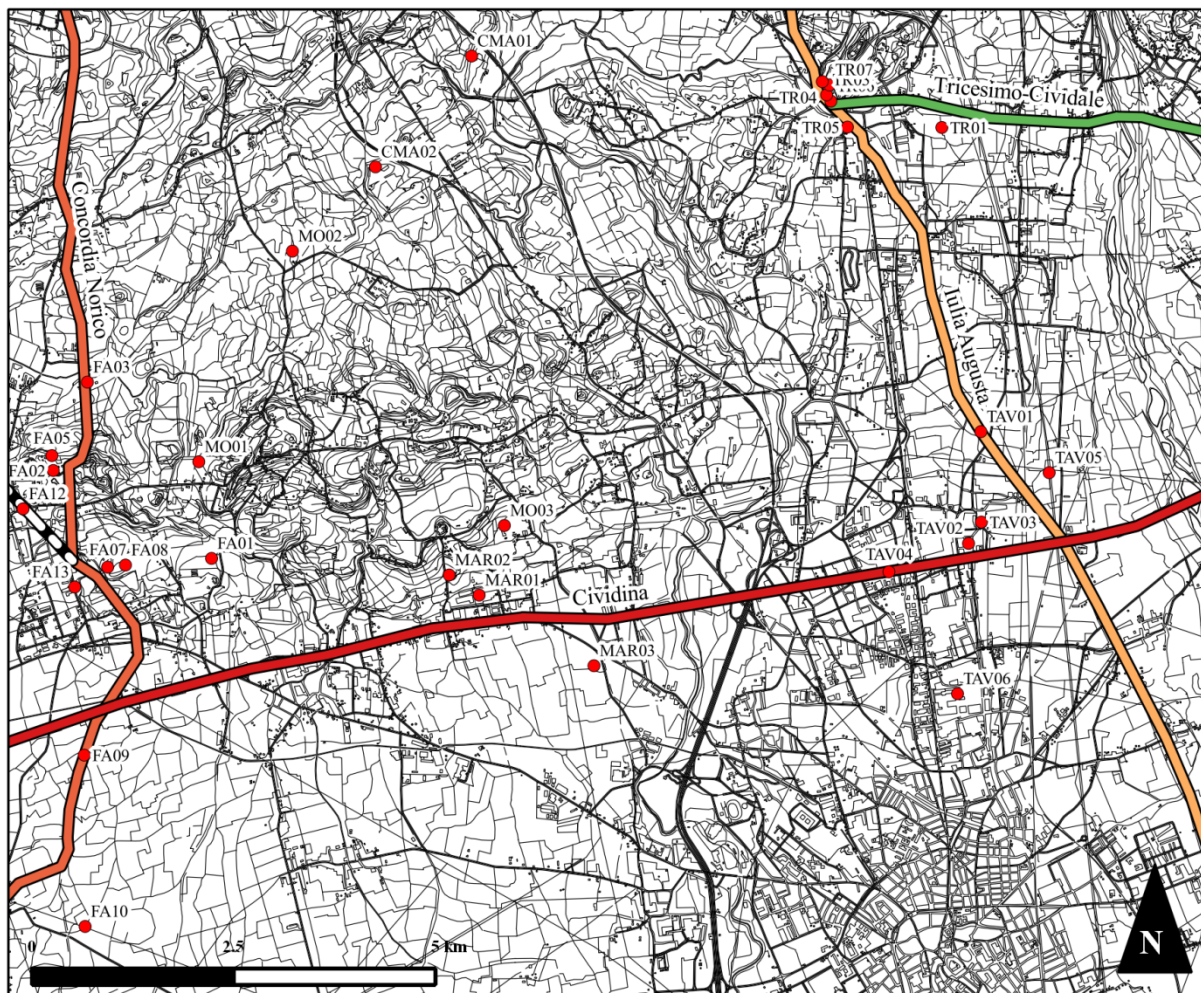 CMA01
TR07
TR04
Tricesimo-Cividale
TR05
TR01
CMA02
Concordia Norico
MO02
Iulia Augusta
FA03
TAV01
FA05
MO01
TAV05
FA02
FA12
MO03
TAV02
TAV03
FA07
FA08
FA01
TAV04
FA13
MAR02
MAR01
Cividina
MAR03
TAV06
FA09
FA10
0
2.5
5 km
N